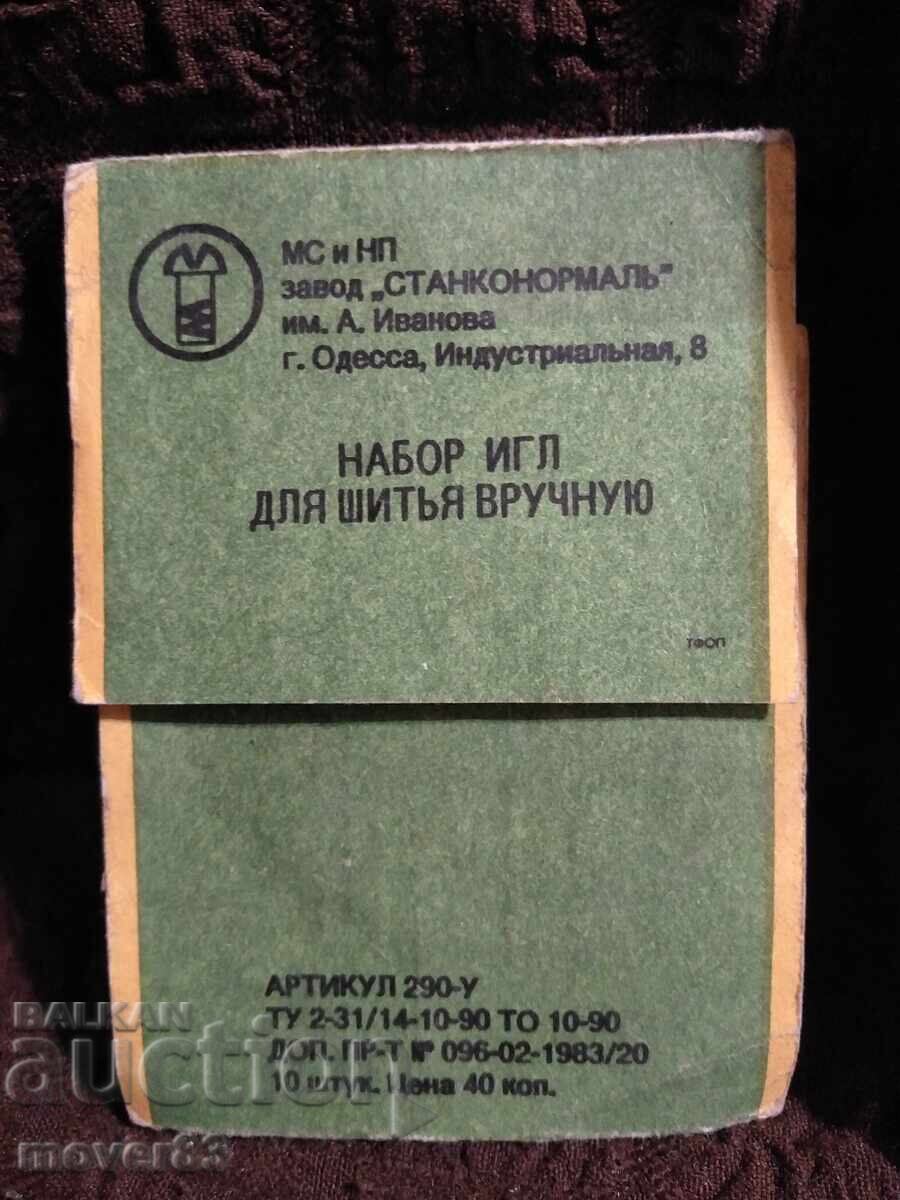 МС и НП
завод „СТАНКОНОРМАЛЬ"
им. А. Иванова
г. Одесса, Индустриальная, 8
НАБОР ИГЛ
ДЛЯ ШИТЬЯ ВРУЧНУЮ
ТФОП
АРТИКУЛ 290-У
ТУ 2-31/14-10-90 ТО 10-90
ДОП. ПР-Т № 096-02-1983/20
10 штук. Цена 40 коп.
BALKAN
auction
mover83